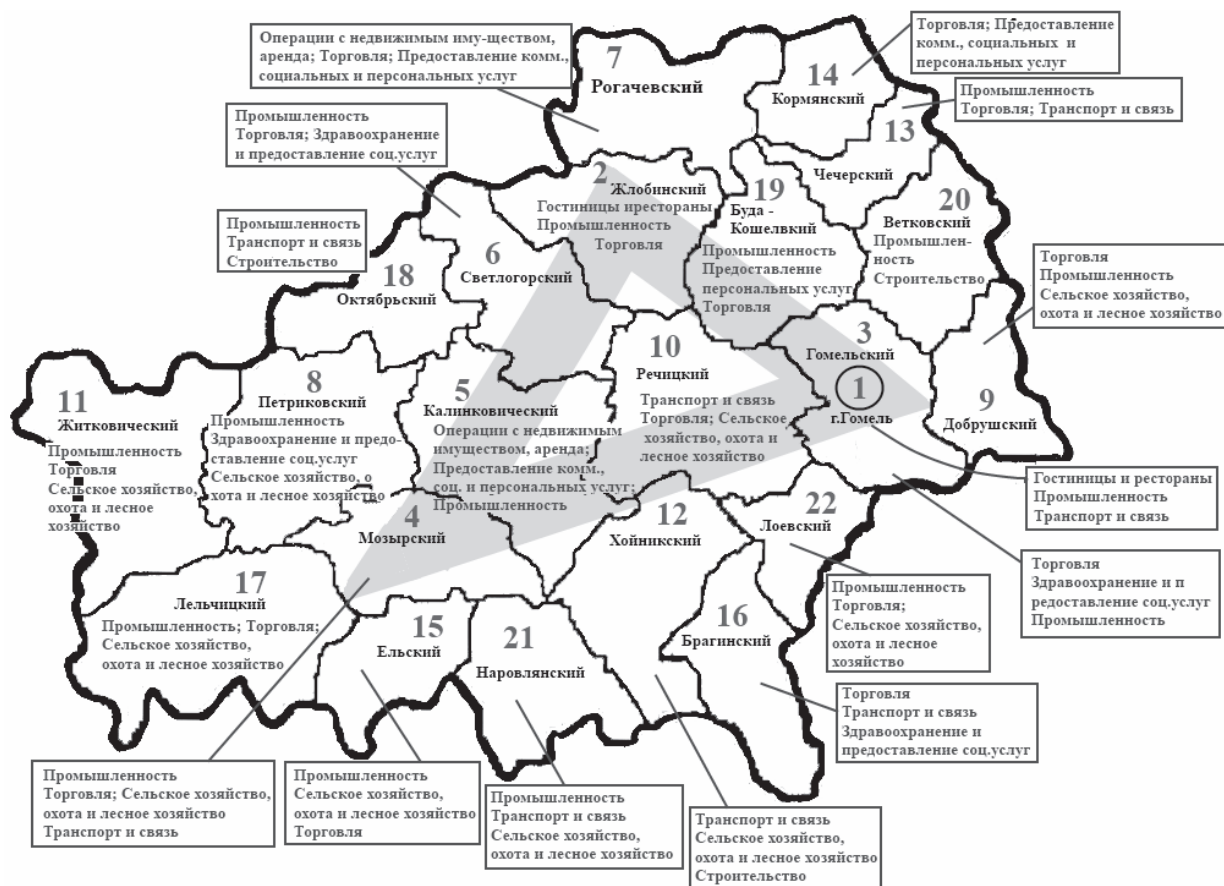 Операции с недвижимым иму-ществом,
аренда; Торговля; Предоставление комм.,
социальных и персональных услуг
7
Рогачевский
14
Кормянский
Торговля; Предоставление
комм., социальных и
персональных услуг
Промышленность
Торговля; Транспорт и связь
13
Чечерский
Промышленность
Торговля; Здравоохранение
и предоставление соц.услуг
2
Жлобинский
Гостиницы ирестораны
Промышленность
Торговля
19
Буда -
Кошелвкий
Промышленность
Предоставление
персональных услуг
Торговля
20
Ветковский
Промышлен-
ность
Строительство
Промышленность
Транспорт и связь
Строительство
18
Октябрьский
6
Светлогорский
Торговля
Промышленность
Сельское хозяйство,
охота и лесное хозяйство
11
Житковический
Промышленность
Торговля
Сельское хозяйство,
охота и лесное
хозяйство
8
Петриковский
Промышленность
Здравоохранение и предо-
ставление соц.услуг
Сельское хозяйство, о
хота и лесное хозяйство
5
Калинковический
Операции с недвижимым
имуществом, аренда;
Предоставление комм.,
соц. и персональных услуг;
Промышленность
10
Речицкий
Транспорт и связь
Торговля; Сельское
хозяйство, охота и
лесное хозяйство
3
Гомельский
1
г.Гомель
9
Добрушский
Гостиницы и рестораны
Промышленность
Транспорт и связь
4
Мозырский
12
Хойникский
22
Лоевский
Торговля
Здравоохранение и п
редоставление соц.услуг
Промышленность
17
Лельчицкий
Промышленность; Торговля;
Сельское хозяйство,
охота и лесное хозяйство
15
Ельский
21
Наровлянский
16
Брагинский
Промышленность
Торговля;
Сельское хозяйство,
охота и лесное
хозяйство
Торговля
Транспорт и связь
Здравоохранение и
предоставление соц.услуг
Промышленность
Торговля; Сельское хозяйство,
охота и лесное хозяйство
Транспорт и связь
Промышленность
Сельское хозяйство,
охота и лесное хозяйство
Торговля
Промышленность
Транспорт и связь
Сельское хозяйство,
охота и лесное хозяйство
Транспорт и связь
Сельское хозяйство,
охота и лесное хозяйство
Строительство